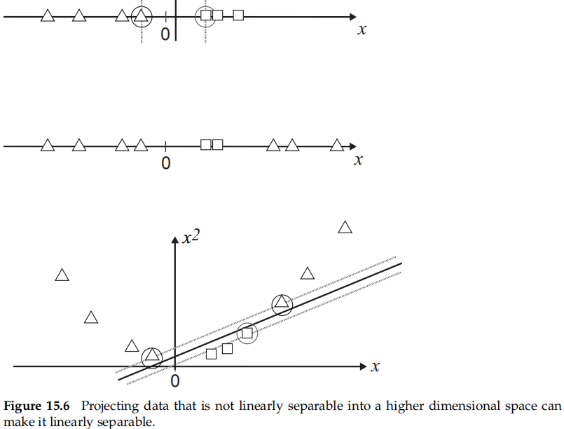 0
x
0
x
x2
x
0
Figure 15.6 Projecting data that is not linearly separable into a higher dimensional space can
make it linearly separable.